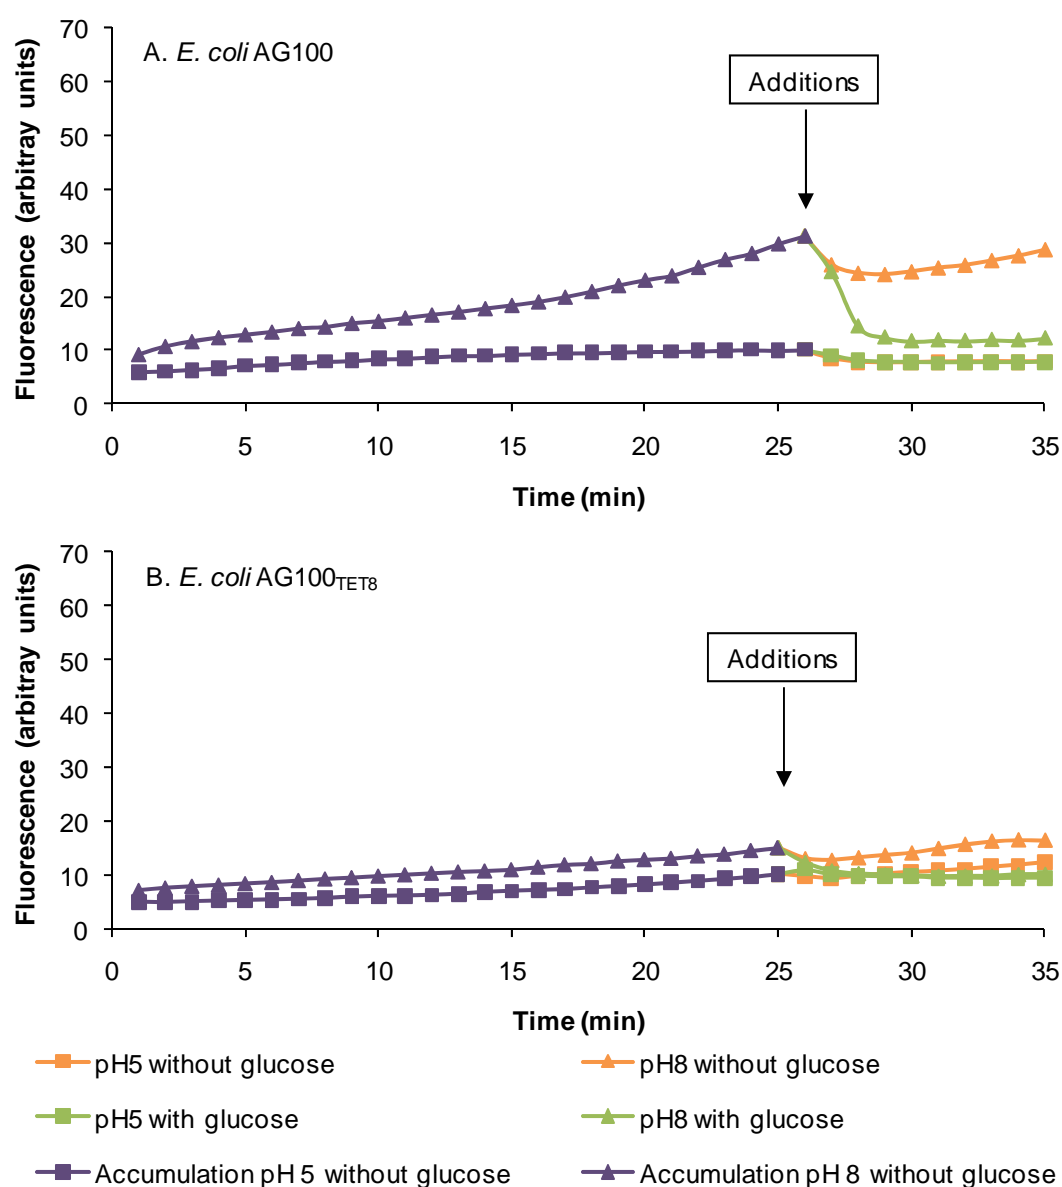 A. E. coli AG100
Additions
Fluorescence (arbitray units)
70
60
50
40
30
20
10
0
0 5 10 15 20 25 30 35
Time (min)
B. E. coli AG100TET8
Additions
Fluorescence (arbitray units)
70
60
50
40
30
20
10
0
0 5 10 15 20 25 30 35
Time (min)
pH5 without glucose
pH8 without glucose
pH5 with glucose
pH8 with glucose
Accumulation pH 5 without glucose
Accumulation pH 8 without glucose